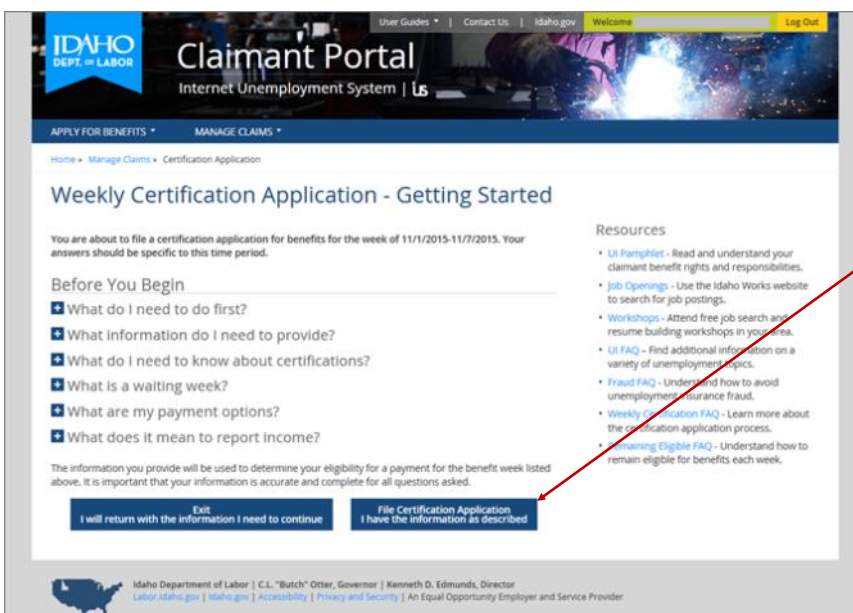 User Guides | Contact Us | Idaho.gov Welcome Log Out
IDAHO
DEPT. OF LABOR
Claimant Portal
Internet Unemployment System | ius
APPLY FOR BENEFITS MANAGE CLAIMS
Home » Manage Claims » Certification Application
Weekly Certification Application - Getting Started
You are about to file a certification application for benefits for the week of 11/1/2015-11/7/2015. Your
answers should be specific to this time period.
Before You Begin
What do I need to do first?
What information do I need to provide?
What do I need to know about certifications?
What is a waiting week?
What are my payment options?
What does it mean to report income?
The information you provide will be used to determine your eligibility for a payment for the benefit week listed
above. It is important that your information is accurate and complete for all questions asked.
Exit
I will return with the information I need to continue
File Certification Application
I have the information as described
Resources
• UI Pamphlet - Read and understand your
claimant benefit rights and responsibilities.
• Job Openings - Use the Idaho Works website
to search for job postings.
• Workshops - Attend free job search and
resume building workshops in your area.
• UI FAQ – Find additional information on a
variety of unemployment topics.
• Fraud FAQ - Understand how to avoid
unemployment insurance fraud.
• Weekly Certification FAQ - Learn more about
the certification application process.
• Remaining Eligible FAQ - Understand how to
remain eligible for benefits each week.
Idaho Department of Labor | C.L. "Butch" Otter, Governor | Kenneth D. Edmunds, Director
Labor.Idaho.gov | Idaho.gov | Accessibility | Privacy and Security | An Equal Opportunity Employer and Service Provider